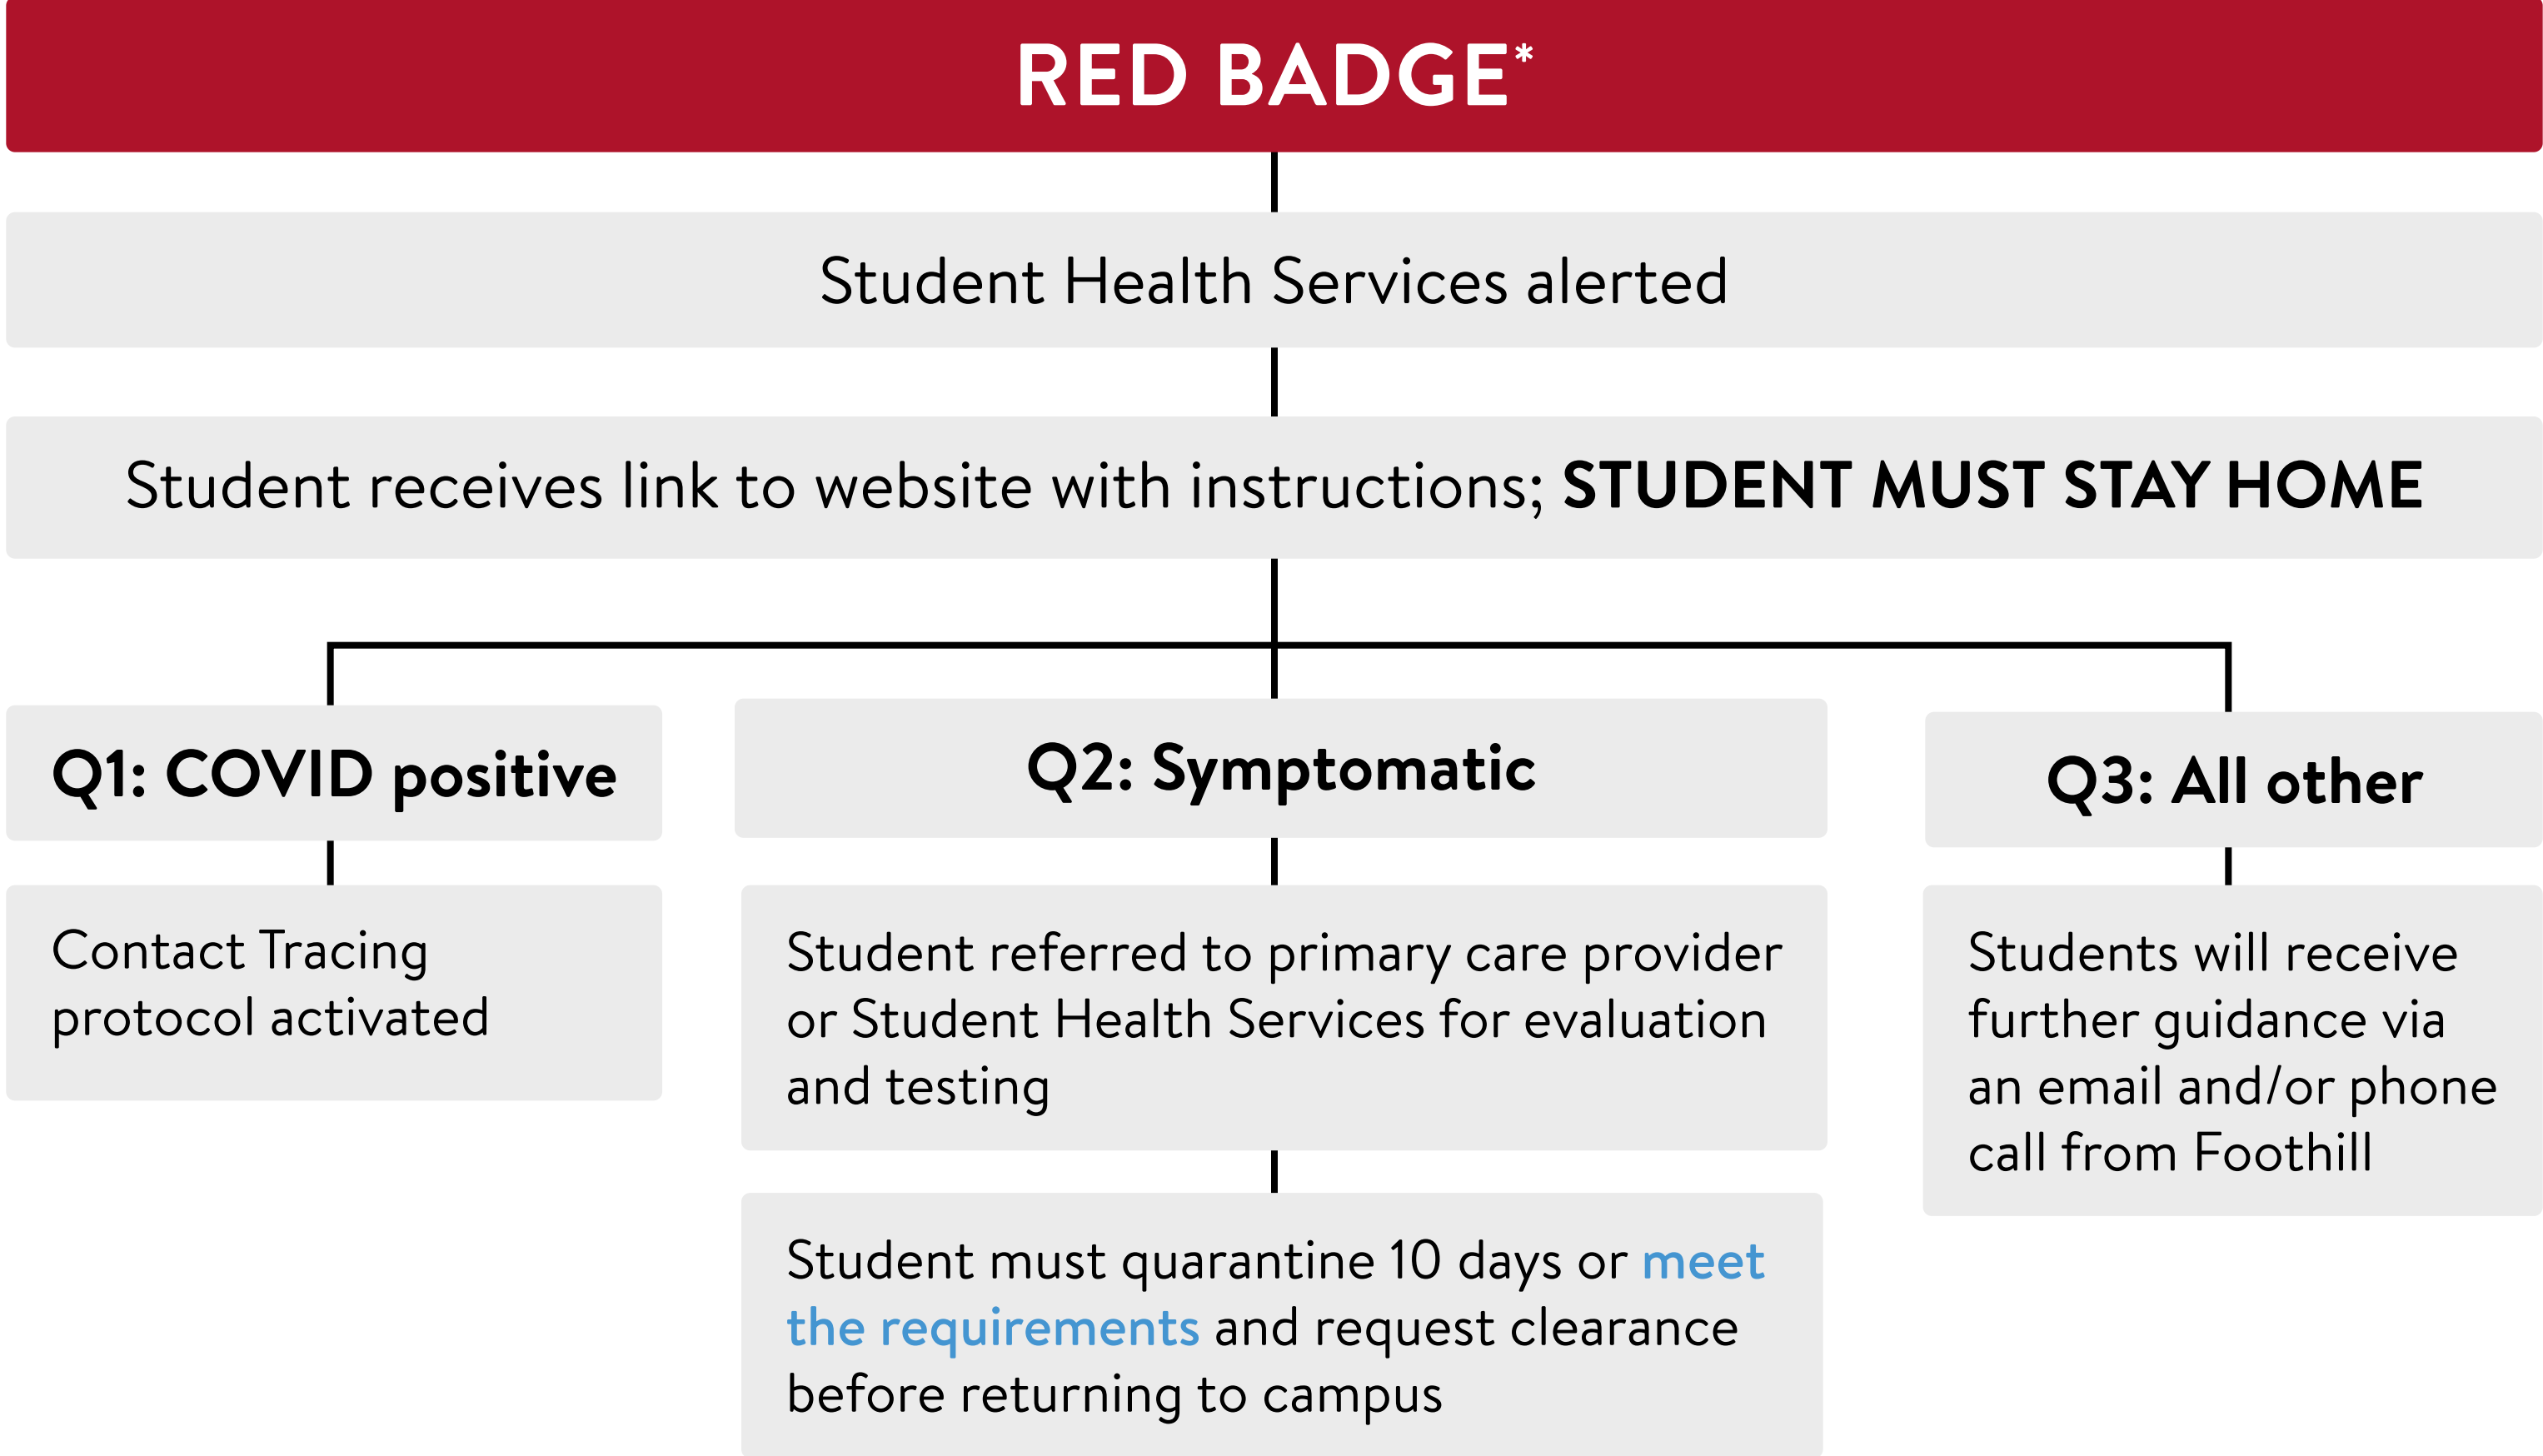 RED BADGE*
Student Health Services alerted
Student receives link to website with instructions; STUDENT MUST STAY HOME
Q1: COVID positive
Contact Tracing
protocol activated
Q2: Symptomatic
Student referred to primary care provider
or Student Health Services for evaluation
and testing
Student must quarantine 10 days or meet
the requirements and request clearance
before returning to campus
Q3: All other
Students will receive
further guidance via
an email and/or phone
call from Foothill